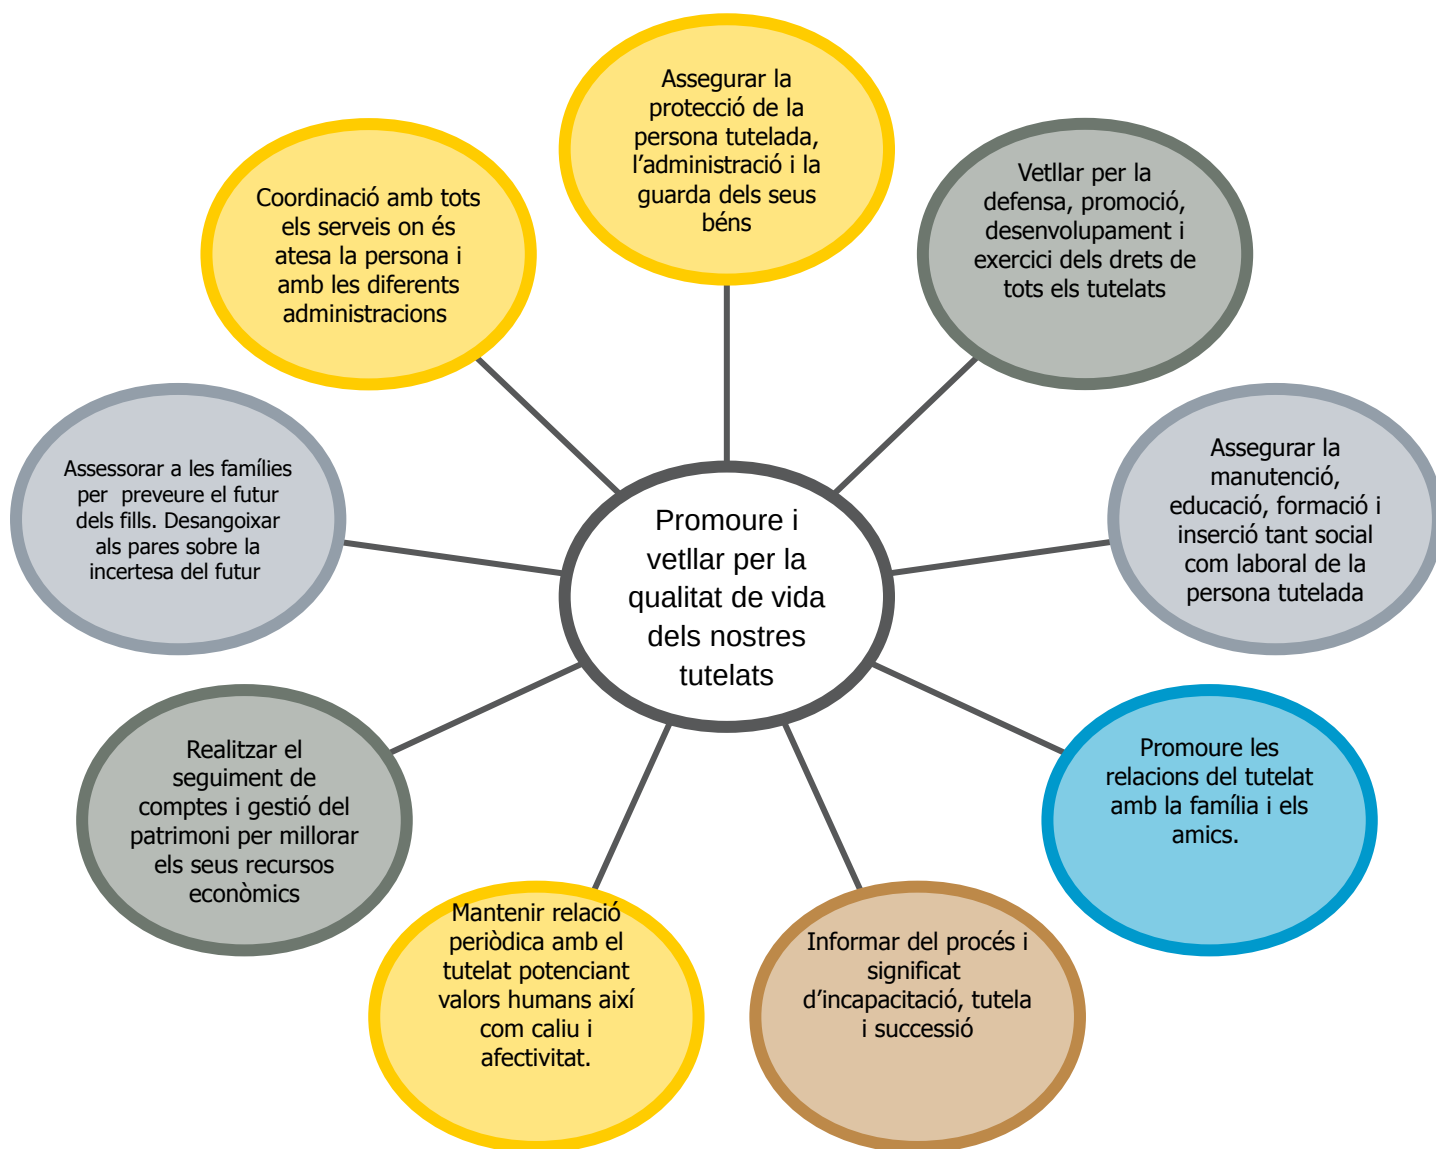 Assegurar la
protecció de la
persona tutelada,
l’administració i la
guarda dels seus
béns
Vetllar per la
defensa, promoció,
desenvolupament i
exercici dels drets de
tots els tutelats
Assegurar la
manutenció,
educació, formació i
inserció tant social
com laboral de la
persona tutelada
Promoure les
relacions del tutelat
amb la família i els
amics.
Informar del procés i
significat
d’incapacitació, tutela
i successió
Mantenir relació
periòdica amb el
tutelat potenciant
valors humans així
com caliu i
afectivitat.
Realitzar el
seguiment de
comptes i gestió del
patrimoni per millorar
els seus recursos
econòmics
Assessorar a les famílies
per  preveure el futur
dels fills. Desangoixar
als pares sobre la
incertesa del futur
Coordinació amb tots
els serveis on és
atesa la persona i
amb les diferents
administracions
Promoure i
vetllar per la
qualitat de vida
dels nostres
tutelats